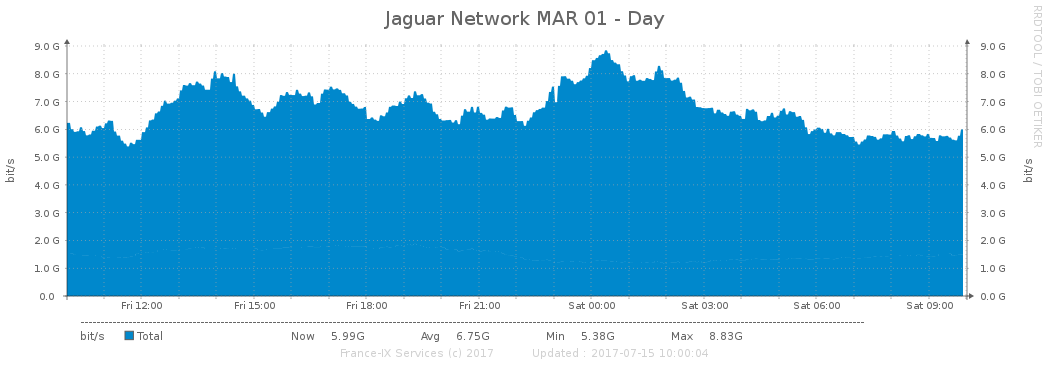 Jaguar Network MAR 01 - Day
RRDTOOL / TOBI OETIKER
9.0 G 9.0 G
8.0 G 8.0 G
7.0 G 7.0 G
6.0 G 6.0 G
5.0 G 5.0 G
4.0 G 4.0 G
3.0 G 3.0 G
2.0 G 2.0 G
1.0 G 1.0 G
0.0 0.0 G
bit/s bit/s
Fri 12:00 Fri 15:00 Fri 18:00 Fri 21:00 Sat 00:00 Sat 03:00 Sat 06:00 Sat 09:00
bit/s Total Now 5.99G Avg 6.75G Min 5.38G Max 8.83G
France-IX Services (c) 2017 Updated : 2017-07-15 10:00:04